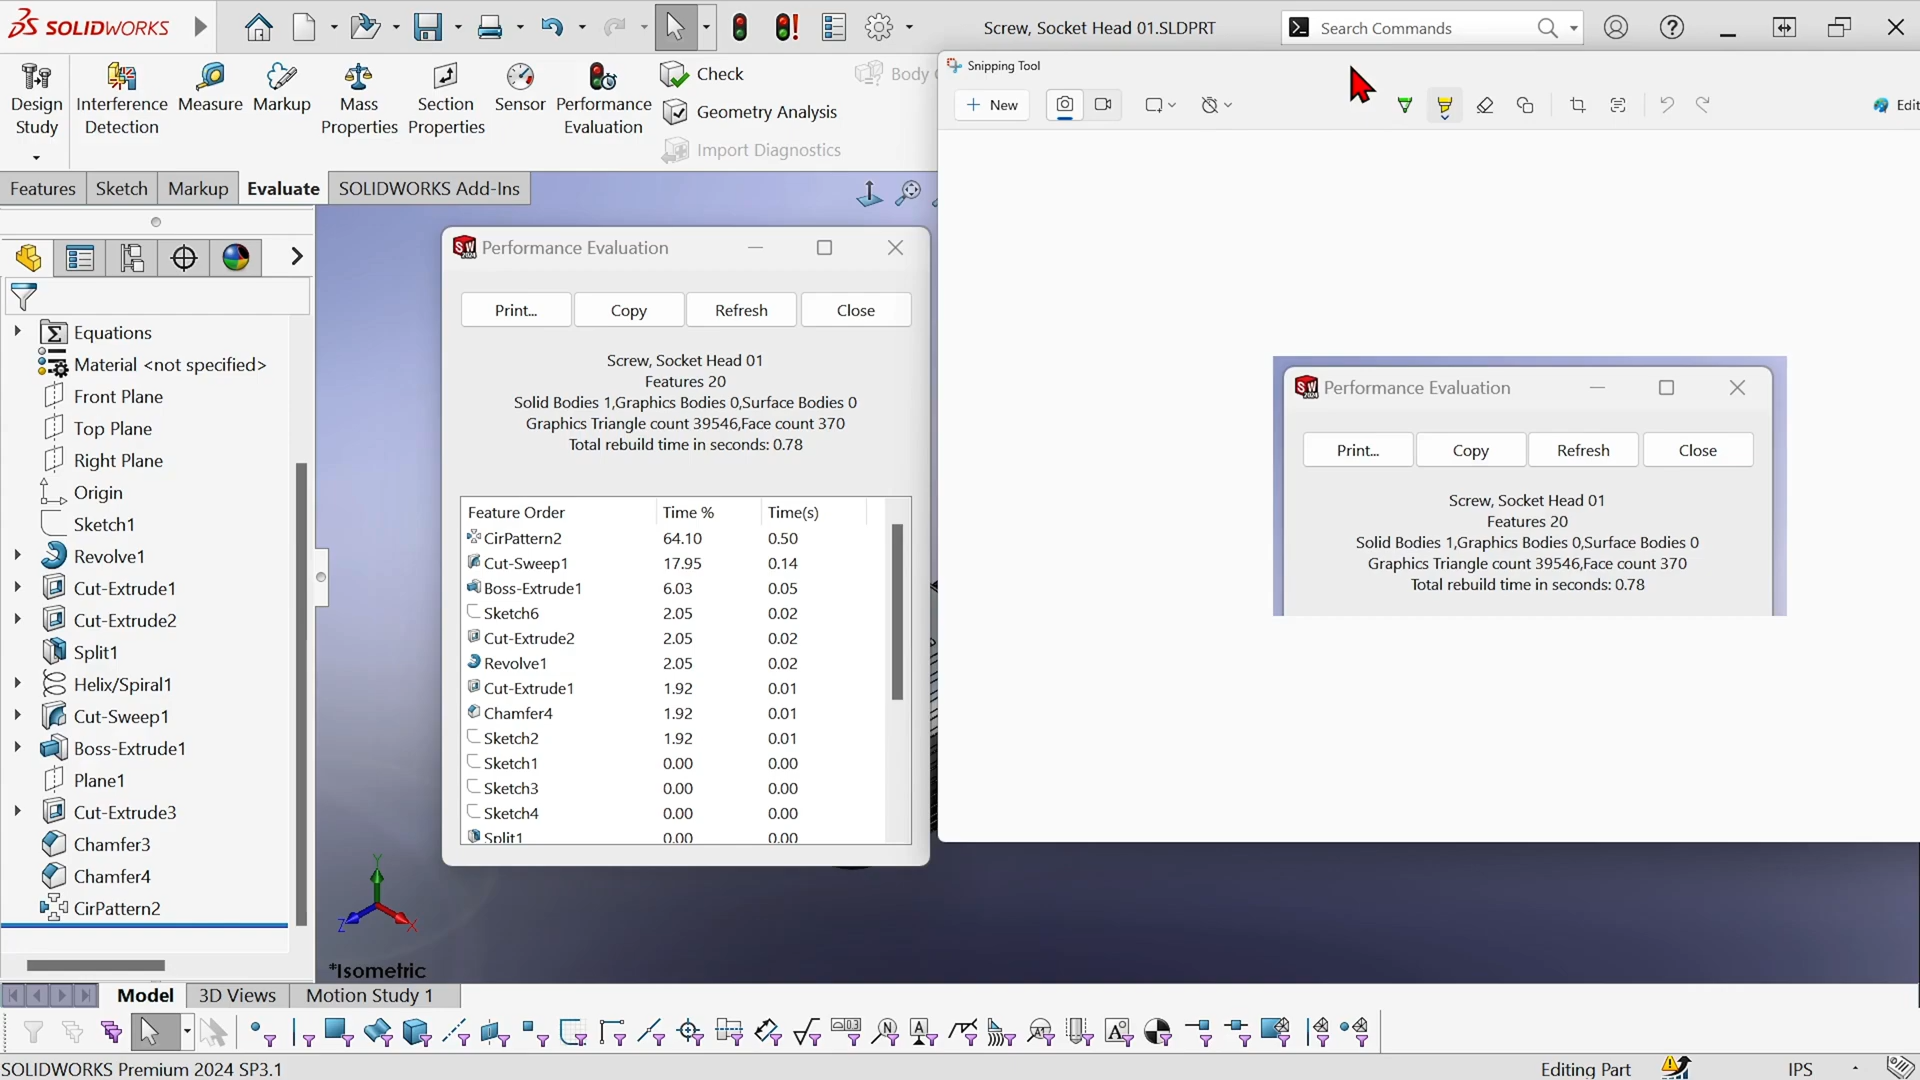 SOLIDWORKS
Screw, Socket Head 01.SLDPRT
Search Commands
Design Study
Interference Detection
Measure
Markup
Mass Properties
Section Properties
Sensor
Performance Evaluation
Check
Geometry Analysis
Import Diagnostics
Body
Features
Sketch
Markup
Evaluate
SOLIDWORKS Add-Ins
Equations
Material <not specified>
Front Plane
Top Plane
Right Plane
Origin
Sketch1
Revolve1
Cut-Extrude1
Cut-Extrude2
Split1
Helix/Spiral1
Cut-Sweep1
Boss-Extrude1
Plane1
Cut-Extrude3
Chamfer3
Chamfer4
CirPattern2
Performance Evaluation
Print... Copy Refresh Close
Screw, Socket Head 01
Features 20
Solid Bodies 1,Graphics Bodies 0,Surface Bodies 0
Graphics Triangle count 39546,Face count 370
Total rebuild time in seconds: 0.78
Feature Order Time % Time(s)
CirPattern2 64.10 0.50
Cut-Sweep1 17.95 0.14
Boss-Extrude1 6.03 0.05
Sketch6 2.05 0.02
Cut-Extrude2 2.05 0.02
Revolve1 2.05 0.02
Cut-Extrude1 1.92 0.01
Chamfer4 1.92 0.01
Sketch2 1.92 0.01
Sketch1 0.00 0.00
Sketch3 0.00 0.00
Sketch4 0.00 0.00
Split1 0.00 0.00
Snipping Tool
New
Edit
Performance Evaluation
Print... Copy Refresh Close
Screw, Socket Head 01
Features 20
Solid Bodies 1,Graphics Bodies 0,Surface Bodies 0
Graphics Triangle count 39546,Face count 370
Total rebuild time in seconds: 0.78
Y
Z
X
*Isometric
Model
3D Views
Motion Study 1
SOLIDWORKS Premium 2024 SP3.1
Editing Part
IPS